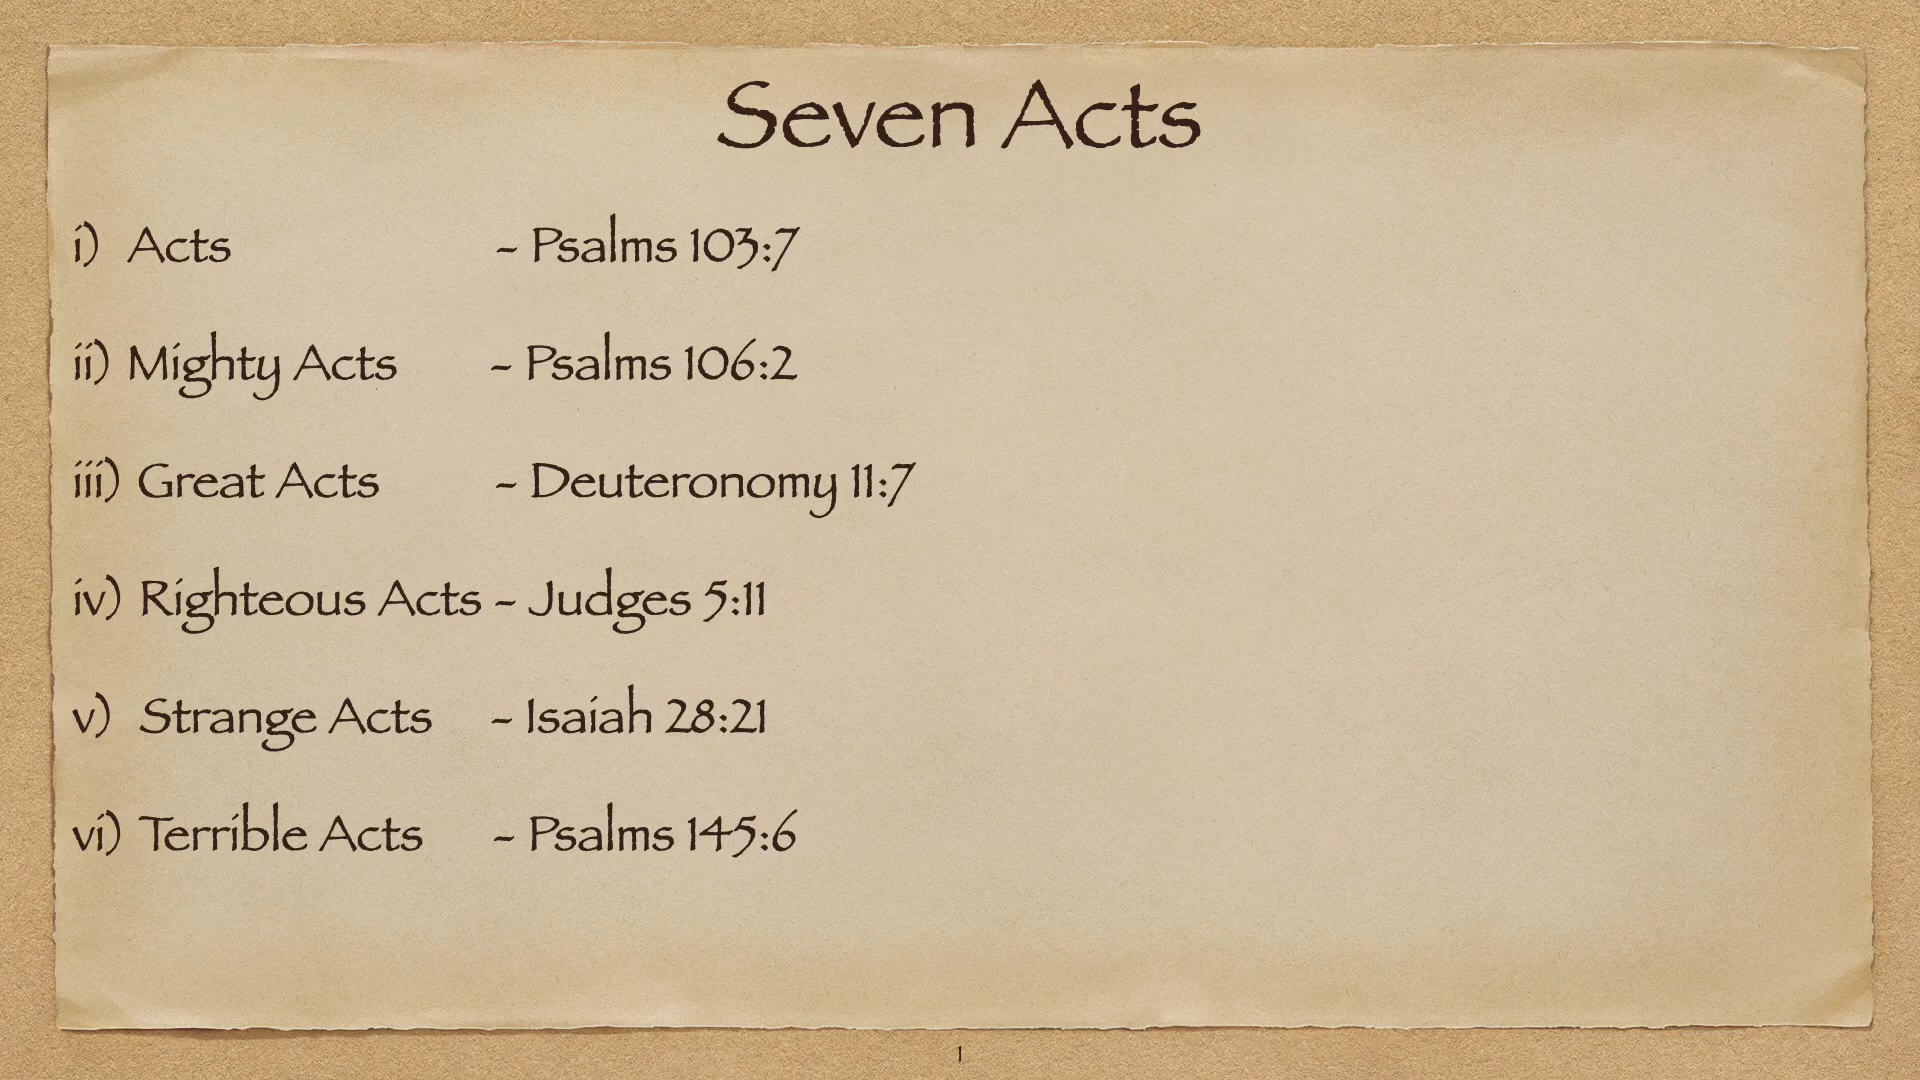 Seven Acts
i) Acts - Psalms 103:7
ii) Mighty Acts - Psalms 106:2
iii) Great Acts - Deuteronomy 11:7
iv) Righteous Acts - Judges 5:11
v) Strange Acts - Isaiah 28:21
vi) Terrible Acts - Psalms 145:6
1